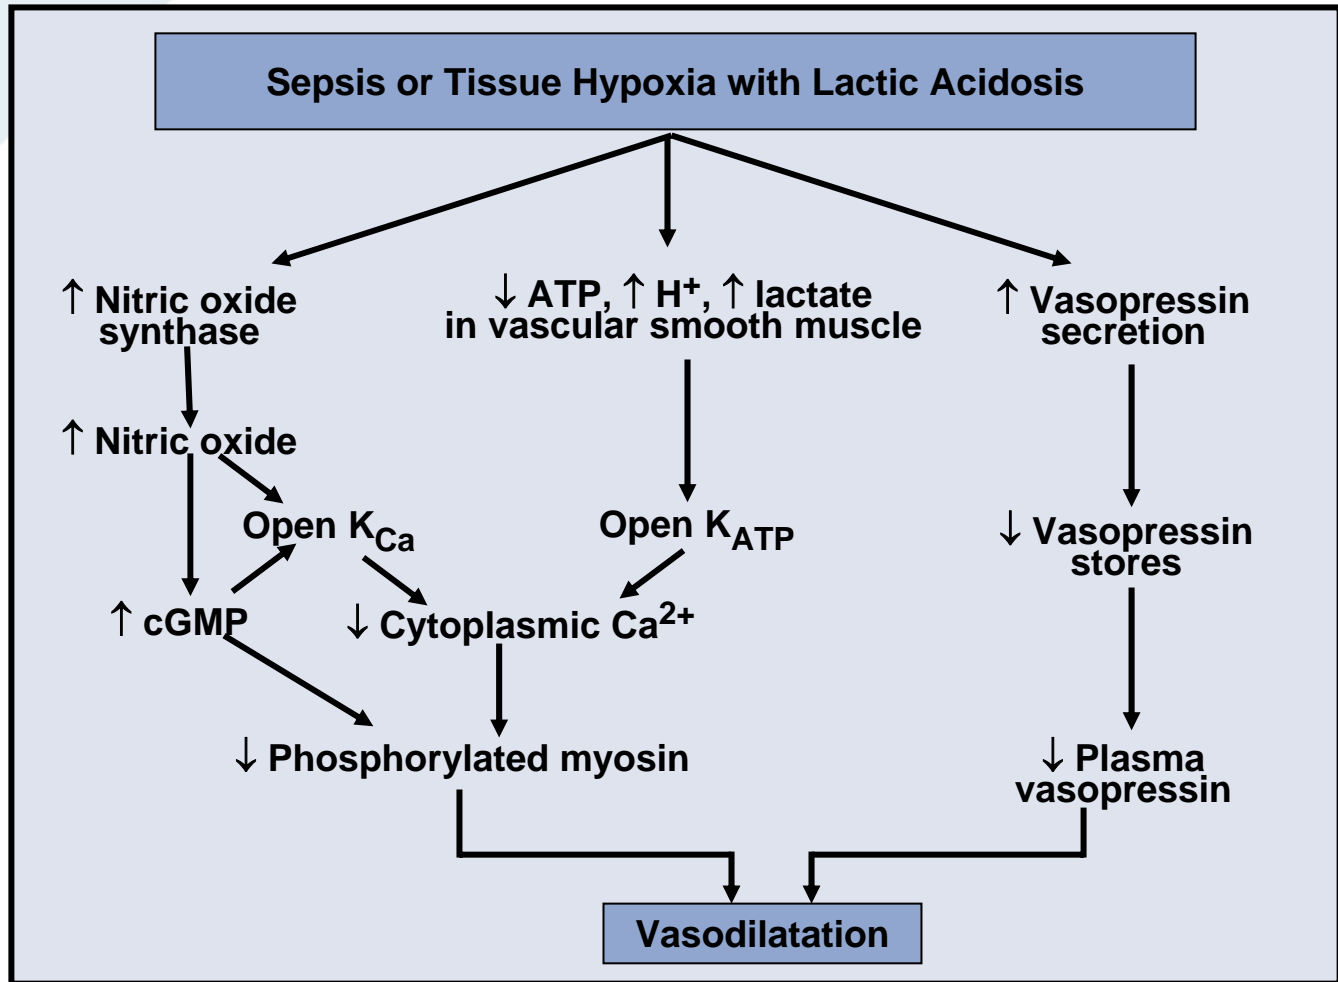 Sepsis or Tissue Hypoxia with Lactic Acidosis
↑ Nitric oxide
synthase
↓ ATP, ↑ H⁺, ↑ lactate
in vascular smooth muscle
↑ Vasopressin
secretion
↑ Nitric oxide
Open K_Ca
Open K_ATP
↓ Vasopressin
stores
↑ cGMP
↓ Cytoplasmic Ca²⁺
↓ Phosphorylated myosin
↓ Plasma
vasopressin
Vasodilatation